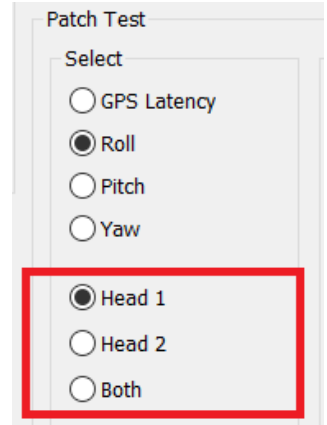 Patch Test
Select
GPS Latency
Roll
Pitch
Yaw
Head 1
Head 2
Both